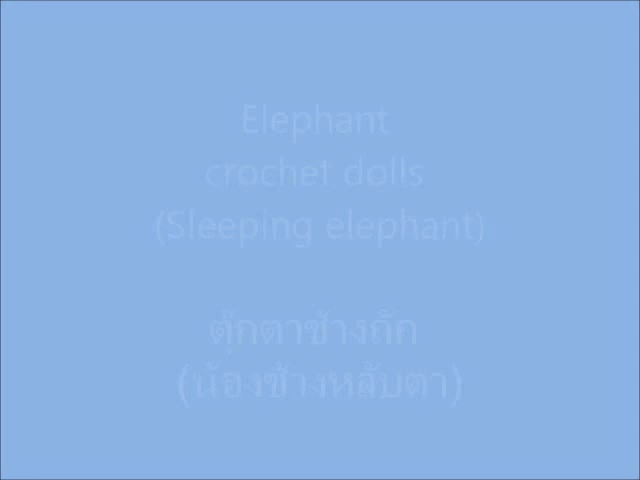 Elephant
crochet dolls
(Sleeping elephant)
ตุ๊กตาช้างถัก
(น้องช้างหลับตา)